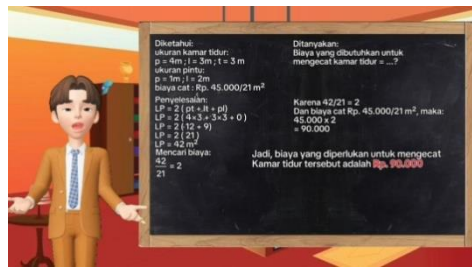 Diketahui:
ukuran kamar tidur:
p = 4m ; l = 3m ; t = 3 m
ukuran pintu:
p = 1m ; l = 2m
biaya cat : Rp. 45.000/21 m²
Penyelesaian:
LP = 2 ( pt + lt + pl)
LP = 2 ( 4×3 + 3×3 + 0 )
LP = 2 ( 12 + 9)
LP = 2 ( 21 )
LP = 42 m²
Mencari biaya:
42
= 2
21
Ditanyakan:
Biaya yang dibutuhkan untuk
mengecat kamar tidur = ....?
Karena 42/21 = 2
Dan biaya cat Rp. 45.000/21 m², maka:
45.000 x 2
= 90.000
Jadi, biaya yang diperlukan untuk mengecat
Kamar tidur tersebut adalah Rp. 90.000